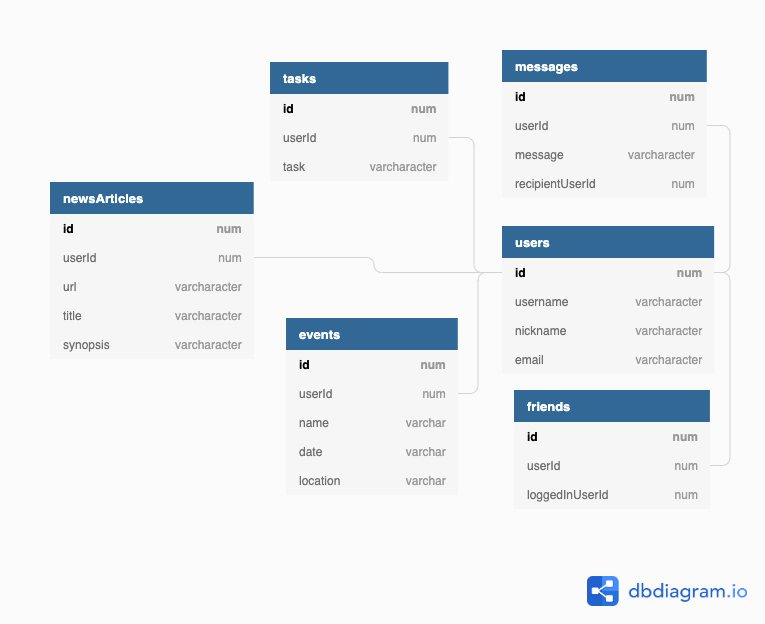 tasks
id num
userId num
task varcharacter
messages
id num
userId num
message varcharacter
recipientUserId num
newsArticles
id num
userId num
url varcharacter
title varcharacter
synopsis varcharacter
users
id num
username varcharacter
nickname varcharacter
email varcharacter
events
id num
userId num
name varchar
date varchar
location varchar
friends
id num
userId num
loggedInUserId num
dbdiagram.io